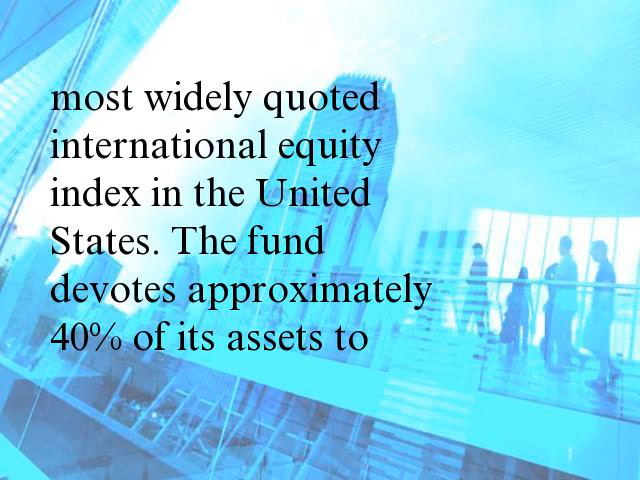 most widely quoted
international equity
index in the United
States. The fund
devotes approximately
40% of its assets to